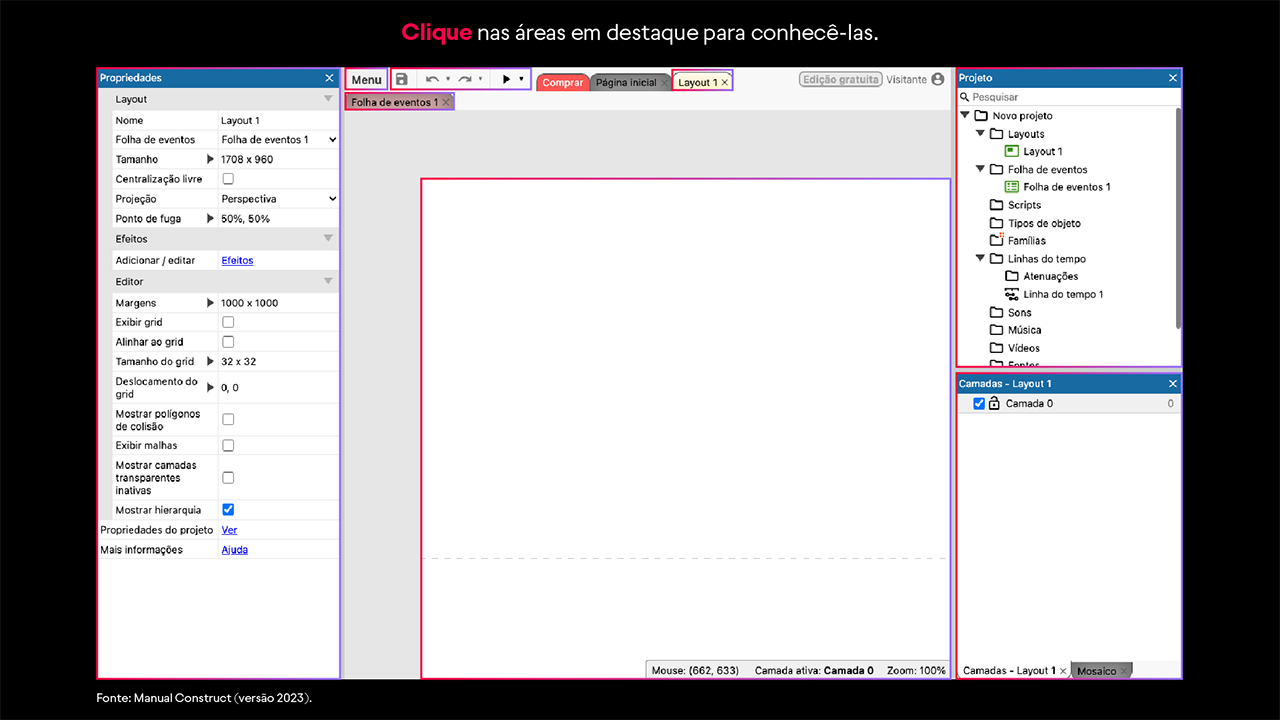 Clique nas áreas em destaque para conhecê-las.
Propriedades
Layout
Nome Layout 1
Folha de eventos Folha de eventos 1
Tamanho 1708 x 960
Centralização livre
Projeção Perspectiva
Ponto de fuga 50%, 50%
Efeitos
Adicionar / editar Efeitos
Editor
Margens 1000 x 1000
Exibir grid
Alinhar ao grid
Tamanho do grid 32 x 32
Deslocamento do
grid 0, 0
Mostrar polígonos
de colisão
Exibir malhas
Mostrar camadas
transparentes
inativas
Mostrar hierarquia
Propriedades do projeto Ver
Mais informações Ajuda
Menu Comprar Página inicial Layout 1 Edição gratuita Visitante
Folha de eventos 1
Mouse: (662, 633) Camada ativa: Camada 0 Zoom: 100%
Projeto
Pesquisar
Novo projeto
Layouts
Layout 1
Folha de eventos
Folha de eventos 1
Scripts
Tipos de objeto
Famílias
Linhas do tempo
Atenuações
Linha do tempo 1
Sons
Música
Vídeos
Fontes
Camadas - Layout 1
Camada 0 0
Camadas - Layout 1 Mosaico
Fonte: Manual Construct (versão 2023).